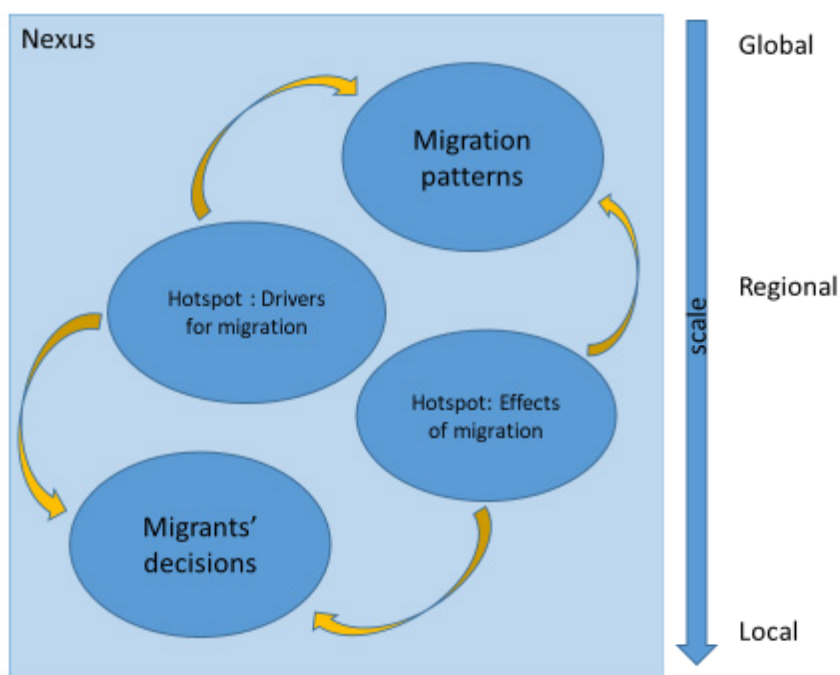 Nexus
Global
Migration
patterns
Hotspot : Drivers
for migration
Regional
scale
Hotspot: Effects
of migration
Migrants’
decisions
Local